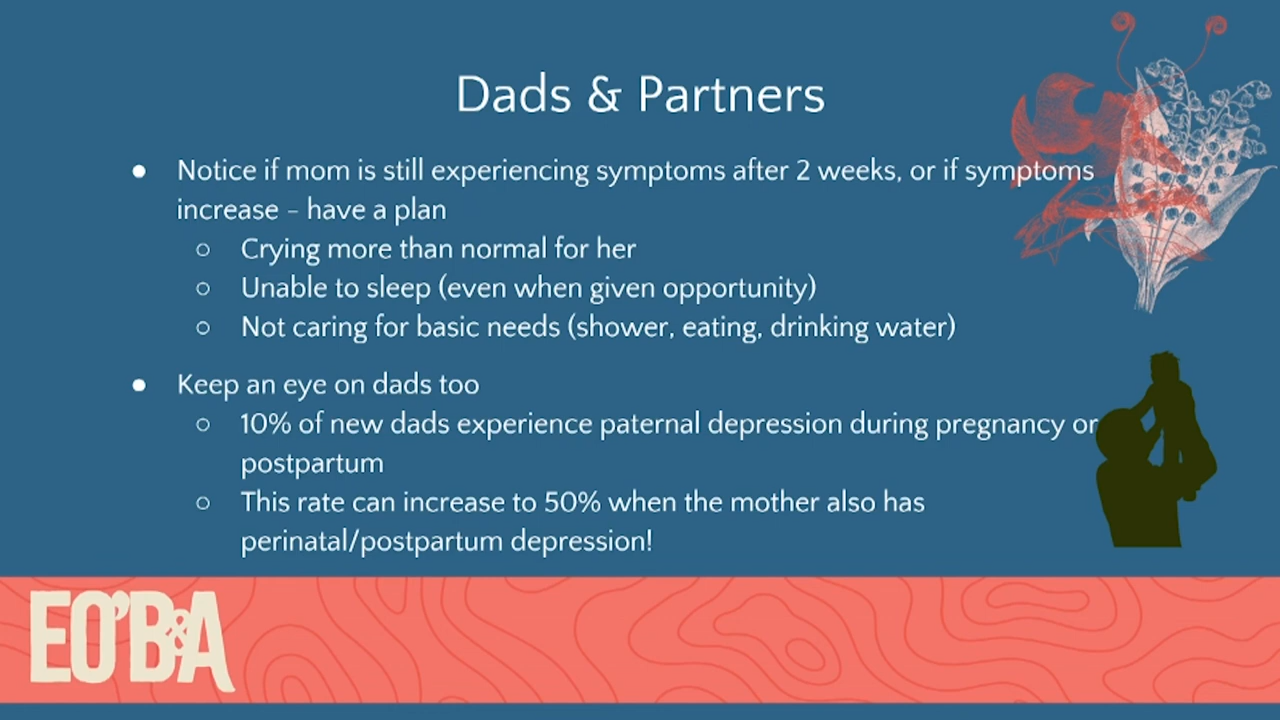 Dads & Partners
● Notice if mom is still experiencing symptoms after 2 weeks, or if symptoms
increase – have a plan
○ Crying more than normal for her
○ Unable to sleep (even when given opportunity)
○ Not caring for basic needs (shower, eating, drinking water)
● Keep an eye on dads too
○ 10% of new dads experience paternal depression during pregnancy or
postpartum
○ This rate can increase to 50% when the mother also has
perinatal/postpartum depression!
EO'B&A